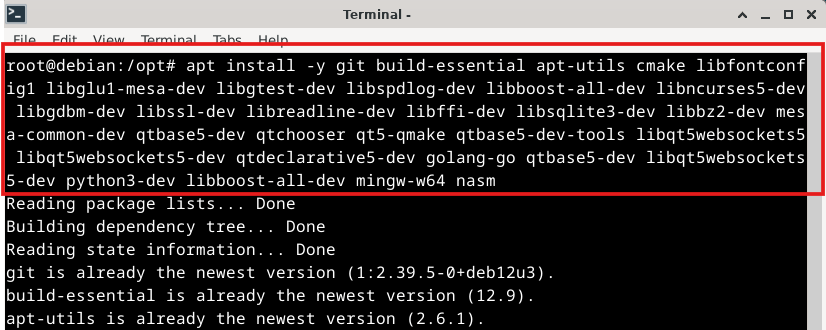 Terminal -
File Edit View Terminal Tabs Help
root@debian:/opt# apt install -y git build-essential apt-utils cmake libfontconf
ig1 libglu1-mesa-dev libgtest-dev libspdlog-dev libboost-all-dev libncurses5-dev
 libgdbm-dev libssl-dev libreadline-dev libffi-dev libsqlite3-dev libbz2-dev mes
a-common-dev qtbase5-dev qtchooser qt5-qmake qtbase5-dev-tools libqt5websockets5
 libqt5websockets5-dev qtdeclarative5-dev golang-go qtbase5-dev libqt5websockets
5-dev python3-dev libboost-all-dev mingw-w64 nasm
Reading package lists... Done
Building dependency tree... Done
Reading state information... Done
git is already the newest version (1:2.39.5-0+deb12u3).
build-essential is already the newest version (12.9).
apt-utils is already the newest version (2.6.1).